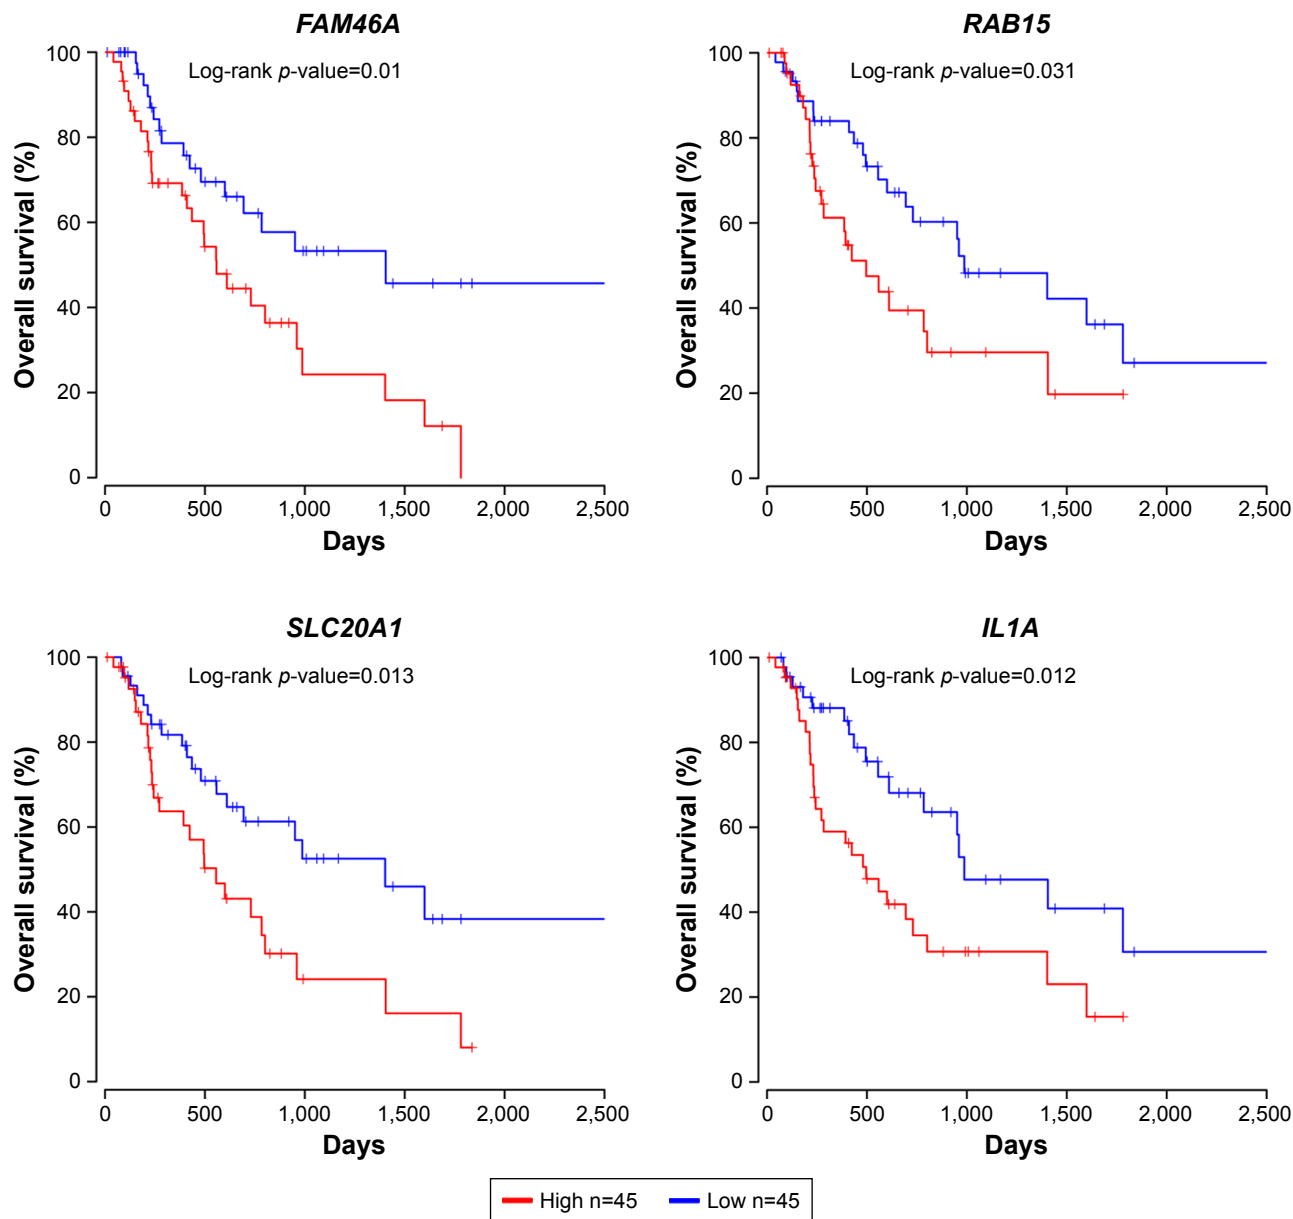 FAM46A
Log-rank p-value=0.01
Overall survival (%)
100
80
60
40
20
0
0 500 1,000 1,500 2,000 2,500
Days
RAB15
Log-rank p-value=0.031
Overall survival (%)
100
80
60
40
20
0
0 500 1,000 1,500 2,000 2,500
Days
SLC20A1
Log-rank p-value=0.013
Overall survival (%)
100
80
60
40
20
0
0 500 1,000 1,500 2,000 2,500
Days
IL1A
Log-rank p-value=0.012
Overall survival (%)
100
80
60
40
20
0
0 500 1,000 1,500 2,000 2,500
Days
High n=45 Low n=45